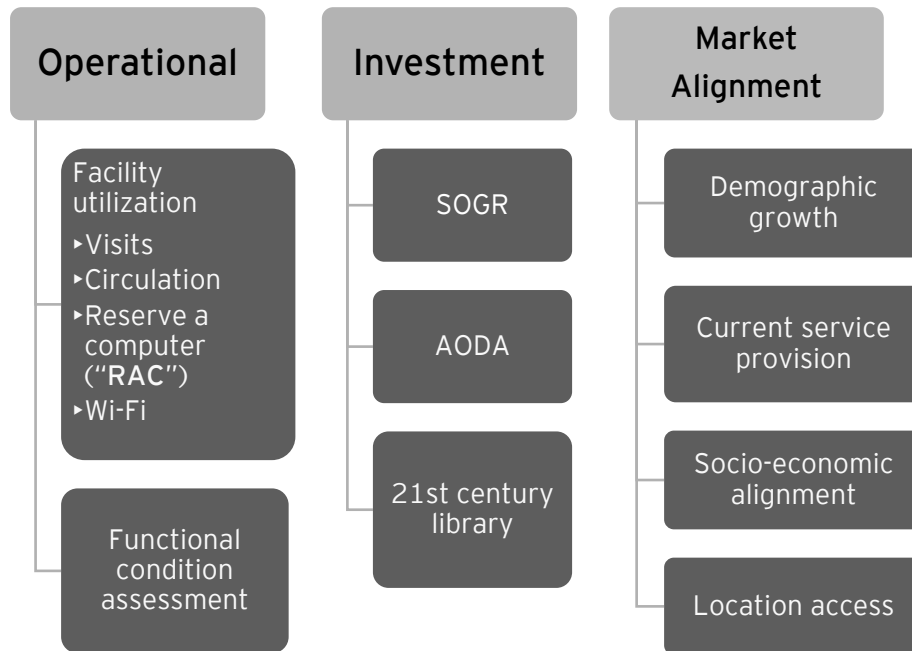 Operational
Facility
utilization
▸Visits
▸Circulation
▸Reserve a
computer
(“RAC”)
▸Wi-Fi
Functional
condition
assessment
Investment
SOGR
AODA
21st century
library
Market
Alignment
Demographic
growth
Current service
provision
Socio-economic
alignment
Location access